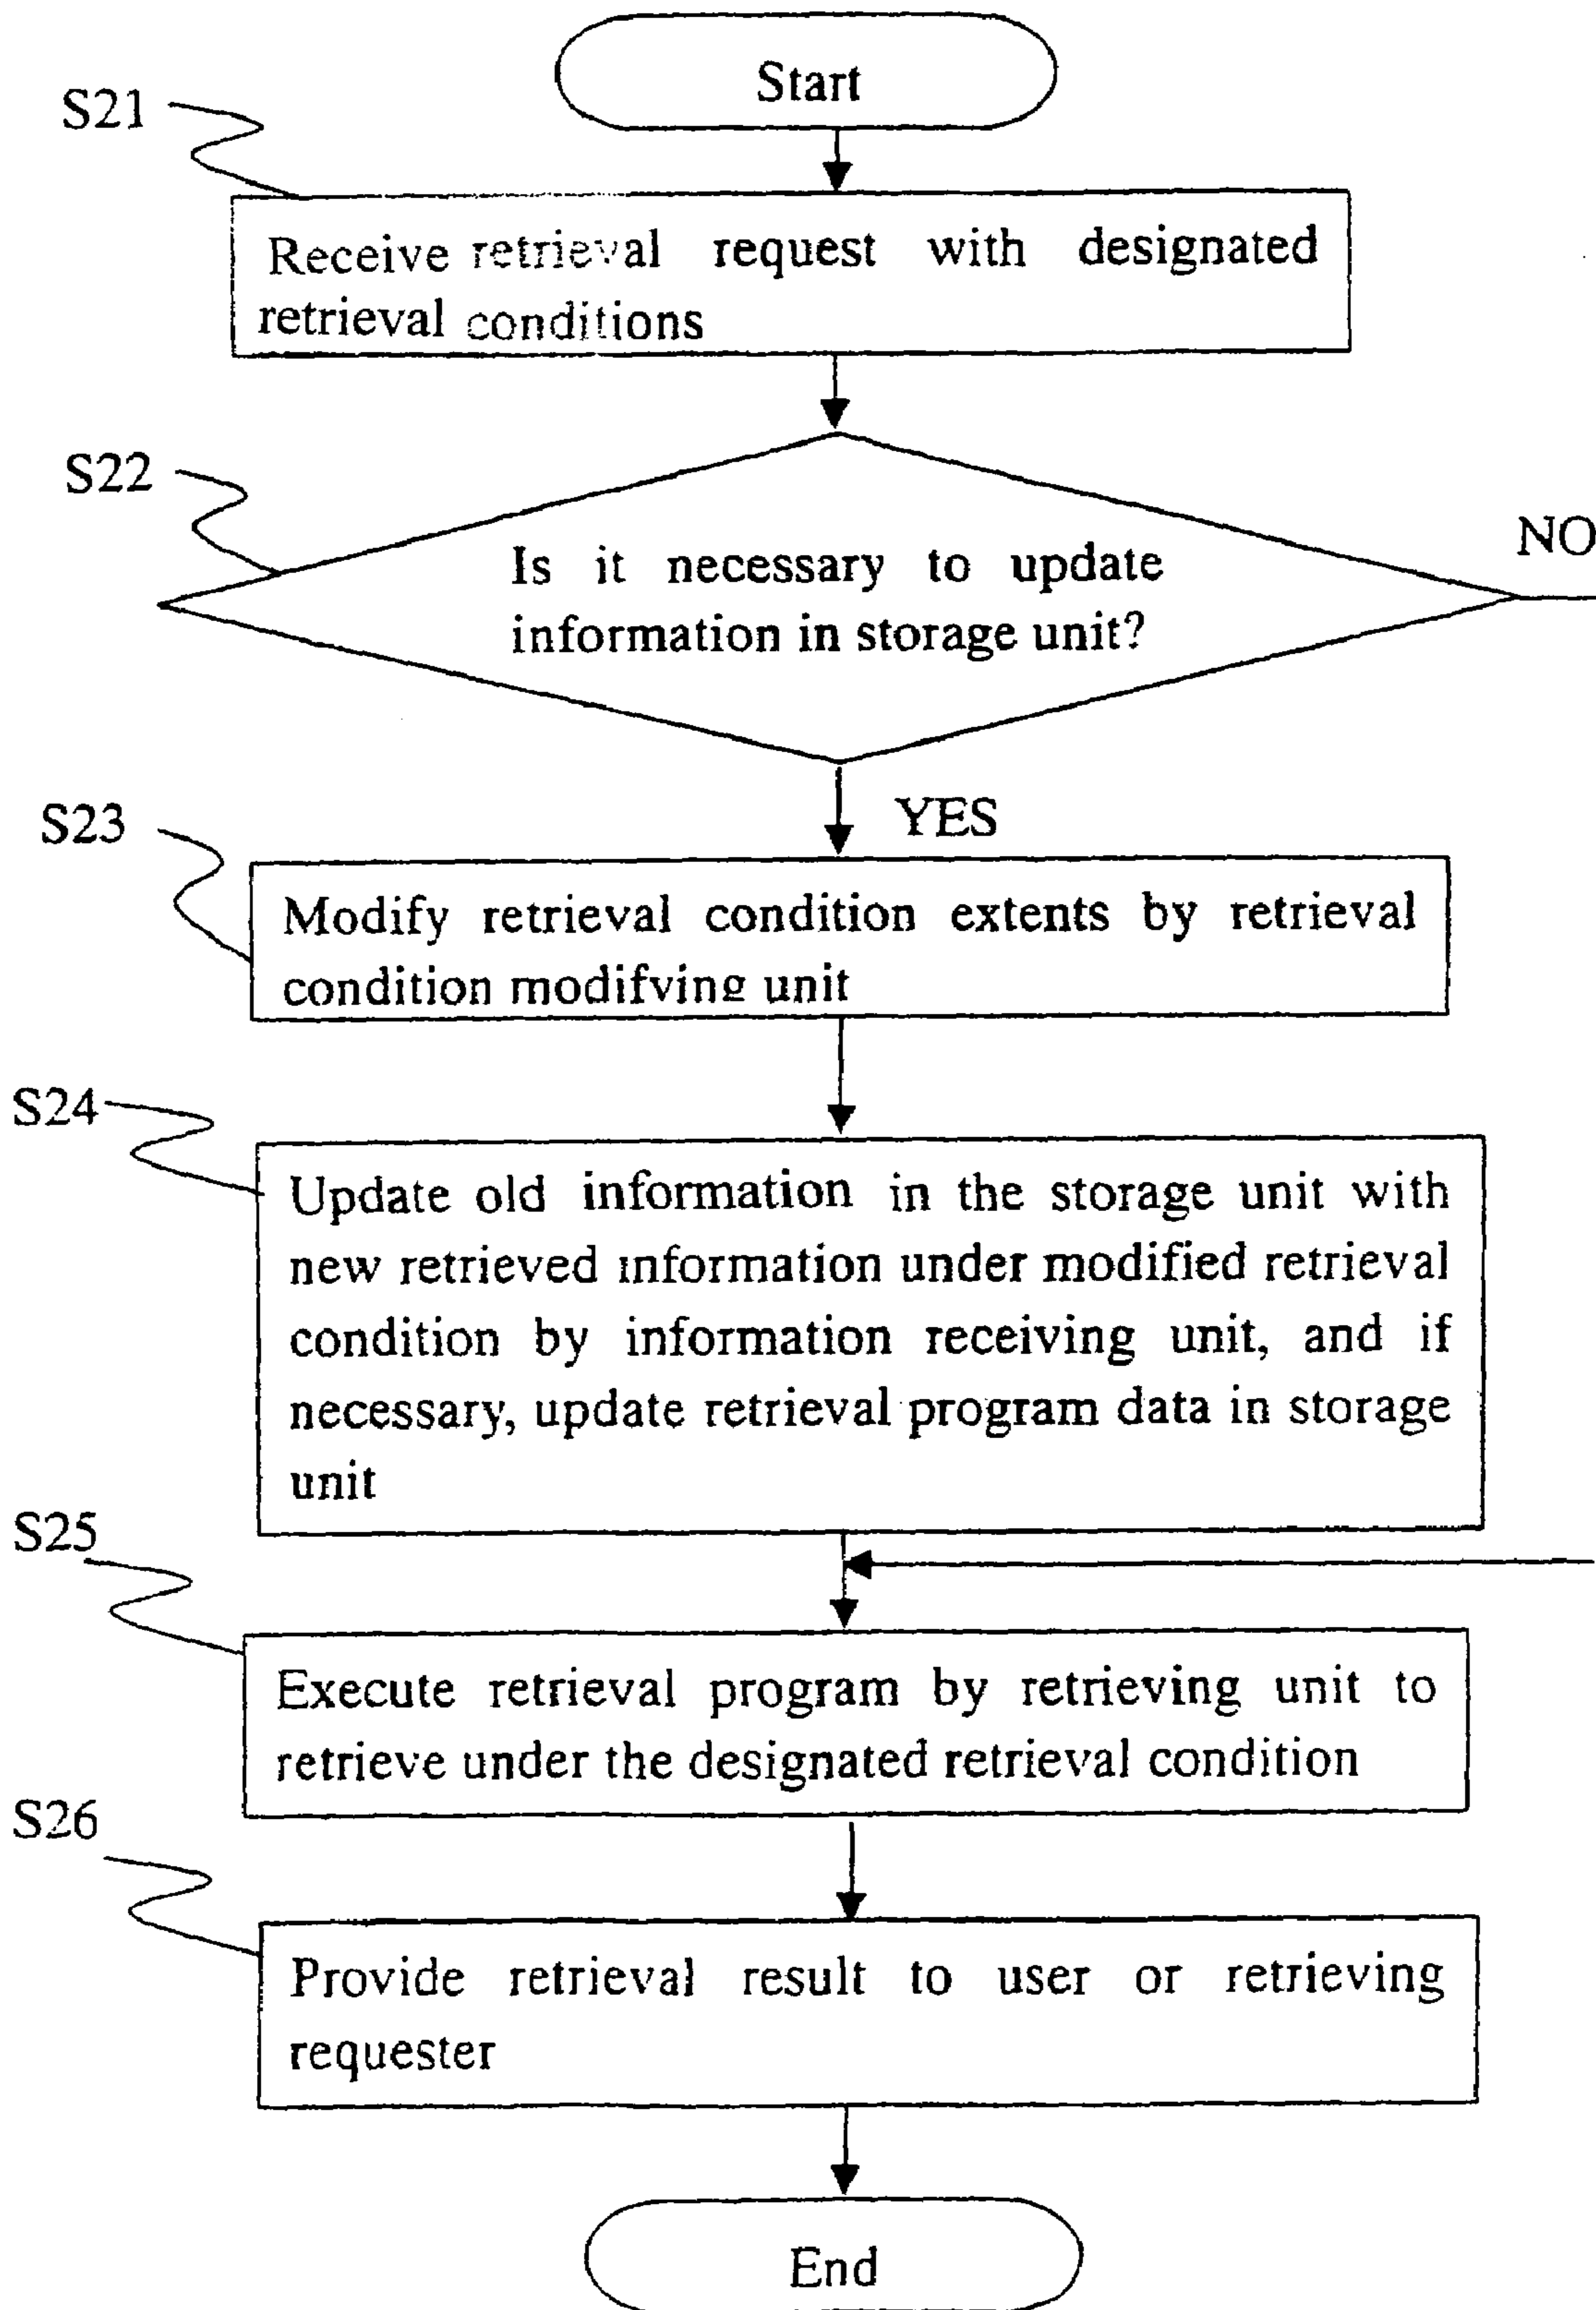 Start
S21
Receive retrieval request with designated
retrieval conditions
S22
Is it necessary to update
information in storage unit?
NO
YES
S23
Modify retrieval condition extents by retrieval
condition modifying unit
S24
Update old information in the storage unit with
new retrieved information under modified retrieval
condition by information receiving unit, and if
necessary, update retrieval program data in storage
unit
S25
Execute retrieval program by retrieving unit to
retrieve under the designated retrieval condition
S26
Provide retrieval result to user or retrieving
requester
End